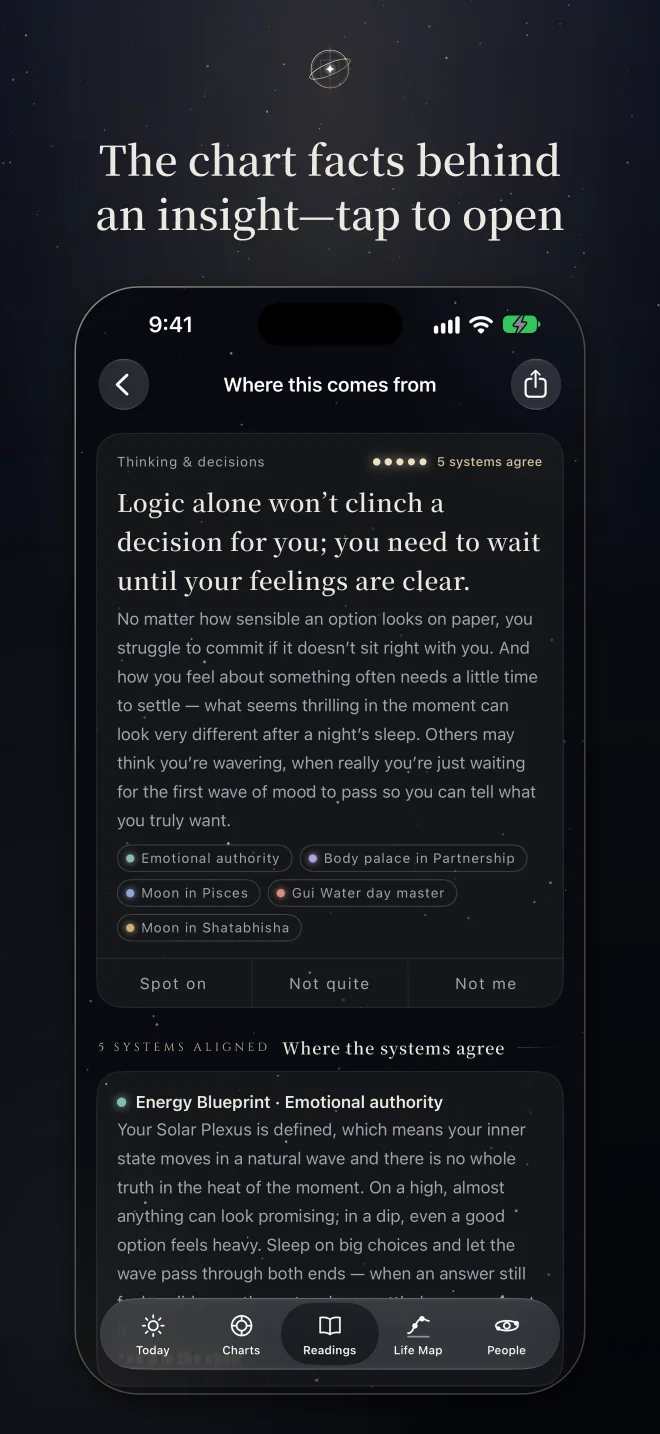 The chart facts behind
an insight—tap to open
9:41
Where this comes from
Thinking & decisions
5 systems agree
Logic alone won’t clinch a
decision for you; you need to wait
until your feelings are clear.
No matter how sensible an option looks on paper, you
struggle to commit if it doesn’t sit right with you. And
how you feel about something often needs a little time
to settle — what seems thrilling in the moment can
look very different after a night’s sleep. Others may
think you’re wavering, when really you’re just waiting
for the first wave of mood to pass so you can tell what
you truly want.
Emotional authority
Body palace in Partnership
Moon in Pisces
Gui Water day master
Moon in Shatabhisha
Spot on
Not quite
Not me
5 SYSTEMS ALIGNED
Where the systems agree
Energy Blueprint · Emotional authority
Your Solar Plexus is defined, which means your inner
state moves in a natural wave and there is no whole
truth in the heat of the moment. On a high, almost
anything can look promising; in a dip, even a good
option feels heavy. Sleep on big choices and let the
wave pass through both ends — when an answer still
Today
Charts
Readings
Life Map
People